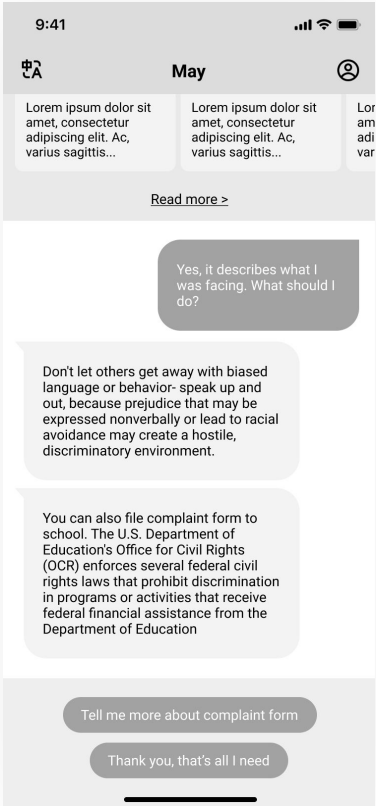 9:41
中 A
May
Lorem ipsum dolor sit
amet, consectetur
adipiscing elit. Ac,
varius sagittis...
Lorem ipsum dolor sit
amet, consectetur
adipiscing elit. Ac,
varius sagittis...
Lor
am
adi
var
Read more >
Yes, it describes what I
was facing. What should I
do?
Don't let others get away with biased
language or behavior- speak up and
out, because prejudice that may be
expressed nonverbally or lead to racial
avoidance may create a hostile,
discriminatory environment.
You can also file complaint form to
school. The U.S. Department of
Education's Office for Civil Rights
(OCR) enforces several federal civil
rights laws that prohibit discrimination
in programs or activities that receive
federal financial assistance from the
Department of Education
Tell me more about complaint form
Thank you, that's all I need